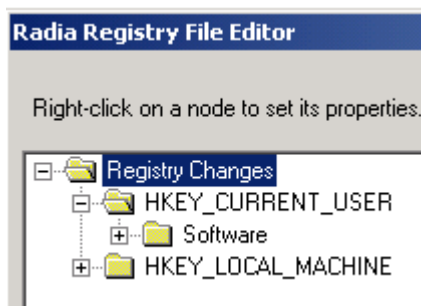 Radia Registry File Editor
Right-click on a node to set its properties.
Registry Changes
HKEY_CURRENT_USER
Software
HKEY_LOCAL_MACHINE